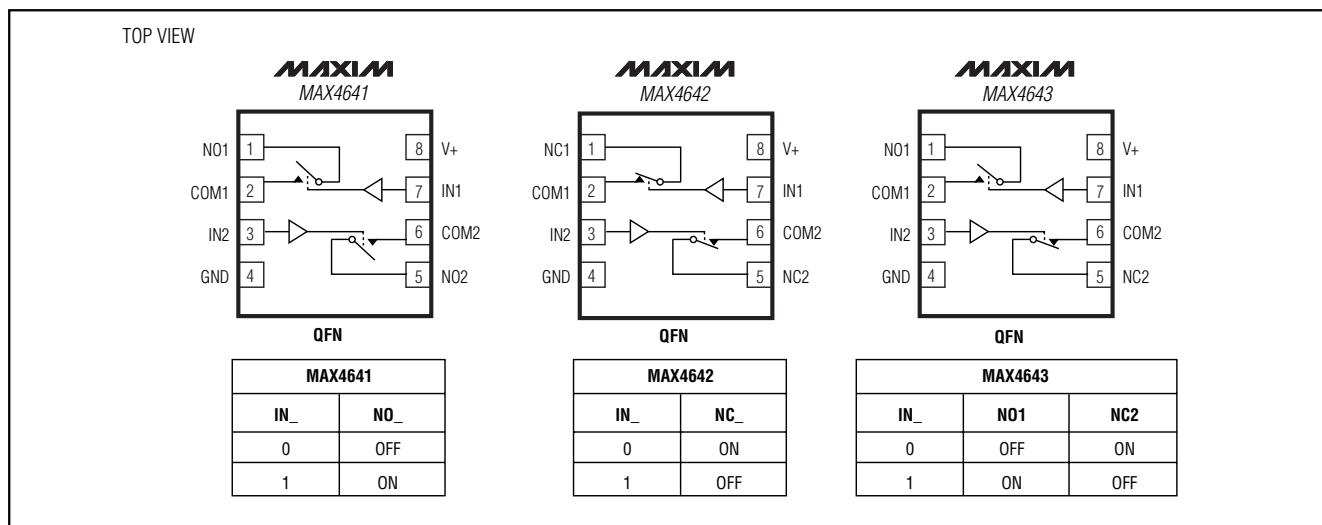 TOP VIEW
MAXIM
MAX4641
NO1 1 8 V+
COM1 2 7 IN1
IN2 3 6 COM2
GND 4 5 NO2
QFN
MAX4641
IN_ NO_
0 OFF
1 ON
MAXIM
MAX4642
NC1 1 8 V+
COM1 2 7 IN1
IN2 3 6 COM2
GND 4 5 NC2
QFN
MAX4642
IN_ NC_
0 ON
1 OFF
MAXIM
MAX4643
NO1 1 8 V+
COM1 2 7 IN1
IN2 3 6 COM2
GND 4 5 NC2
QFN
MAX4643
IN_ NO1 NC2
0 OFF ON
1 ON OFF